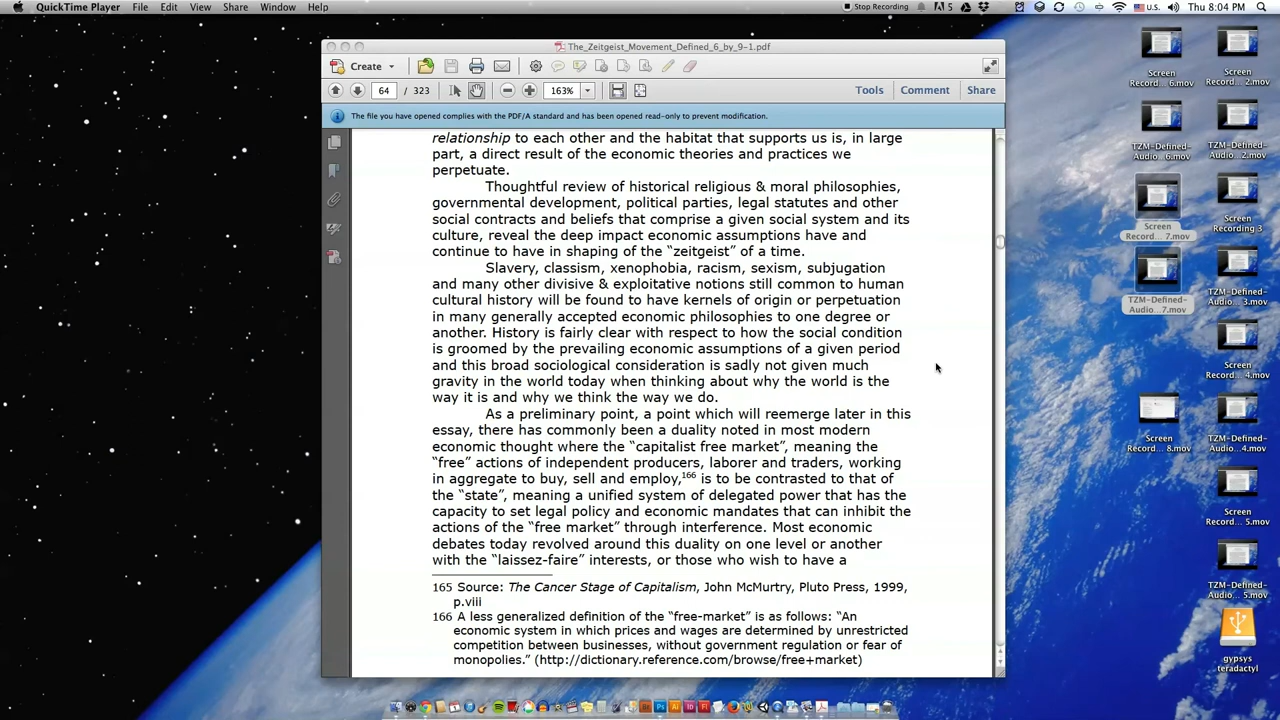 QuickTime Player File Edit View Share Window Help
Stop Recording 5 U.S. Thu 8:04 PM
The_Zeitgeist_Movement_Defined_6_by_9-1.pdf
Create
64 / 323 163% Tools Comment Share
The file you have opened complies with the PDF/A standard and has been opened read-only to prevent modification.
relationship to each other and the habitat that supports us is, in large
part, a direct result of the economic theories and practices we
perpetuate.
Thoughtful review of historical religious & moral philosophies,
governmental development, political parties, legal statutes and other
social contracts and beliefs that comprise a given social system and its
culture, reveal the deep impact economic assumptions have and
continue to have in shaping of the “zeitgeist” of a time.
Slavery, classism, xenophobia, racism, sexism, subjugation
and many other divisive & exploitative notions still common to human
cultural history will be found to have kernels of origin or perpetuation
in many generally accepted economic philosophies to one degree or
another. History is fairly clear with respect to how the social condition
is groomed by the prevailing economic assumptions of a given period
and this broad sociological consideration is sadly not given much
gravity in the world today when thinking about why the world is the
way it is and why we think the way we do.
As a preliminary point, a point which will reemerge later in this
essay, there has commonly been a duality noted in most modern
economic thought where the “capitalist free market”, meaning the
“free” actions of independent producers, laborer and traders, working
in aggregate to buy, sell and employ,166 is to be contrasted to that of
the “state”, meaning a unified system of delegated power that has the
capacity to set legal policy and economic mandates that can inhibit the
actions of the “free market” through interference. Most economic
debates today revolved around this duality on one level or another
with the “laissez-faire” interests, or those who wish to have a
165 Source: The Cancer Stage of Capitalism, John McMurtry, Pluto Press, 1999,
p.viii
166 A less generalized definition of the “free-market” is as follows: “An
economic system in which prices and wages are determined by unrestricted
competition between businesses, without government regulation or fear of
monopolies.” (http://dictionary.reference.com/browse/free+market)
Screen
Record... 6.mov
Screen
Record... 2.mov
TZM-Defined-
Audio... 6.mov
TZM-Defined-
Audio... 2.mov
Screen
Record... 7.mov
Screen
Recording 3
TZM-Defined-
Audio... 7.mov
TZM-Defined-
Audio... 3.mov
Screen
Record... 4.mov
Screen
Record... 8.mov
TZM-Defined-
Audio... 4.mov
Screen
Record... 5.mov
TZM-Defined-
Audio... 5.mov
gypsys
teradactyl